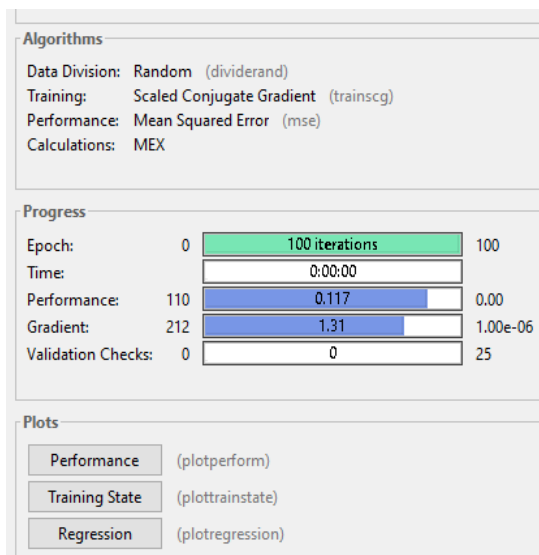 Algorithms
Data Division: Random (dividerand)
Training: Scaled Conjugate Gradient (trainscg)
Performance: Mean Squared Error (mse)
Calculations: MEX
Progress
Epoch: 0 100 iterations 100
Time: 0:00:00
Performance: 110 0.117 0.00
Gradient: 212 1.31 1.00e-06
Validation Checks: 0 0 25
Plots
Performance (plotperform)
Training State (plottrainstate)
Regression (plotregression)